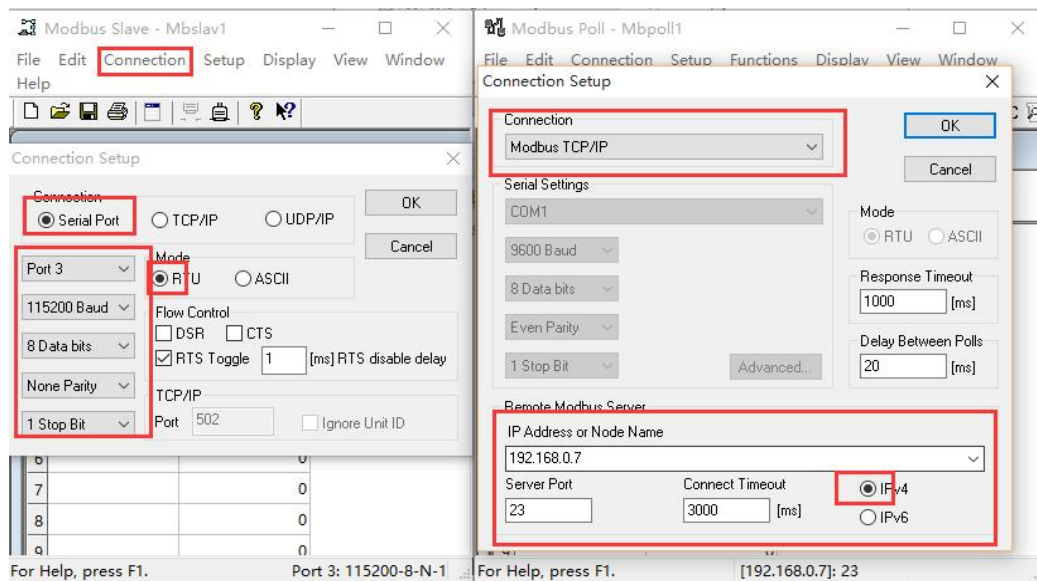 Modbus Slave - Mbslav1
File Edit Connection Setup Display View Window
Help
Connection Setup
Connection
Serial Port
TCP/IP
UDP/IP
OK
Cancel
Port 3
115200 Baud
8 Data bits
None Parity
1 Stop Bit
Mode
RTU
ASCII
Flow Control
DSR
CTS
RTS Toggle
1
[ms] RTS disable delay
TCP/IP
Port
502
Ignore Unit ID
6 0
7 0
8 0
9 0
For Help, press F1.
Port 3: 115200-8-N-1
Modbus Poll - Mbpoll1
File Edit Connection Setup Functions Display View Window
Connection Setup
Connection
Modbus TCP/IP
OK
Cancel
Serial Settings
COM1
9600 Baud
8 Data bits
Even Parity
1 Stop Bit
Advanced...
Mode
RTU
ASCII
Response Timeout
1000
[ms]
Delay Between Polls
20
[ms]
Remote Modbus Server
IP Address or Node Name
192.168.0.7
Server Port
23
Connect Timeout
3000
[ms]
IPv4
IPv6
For Help, press F1.
[192.168.0.7]: 23